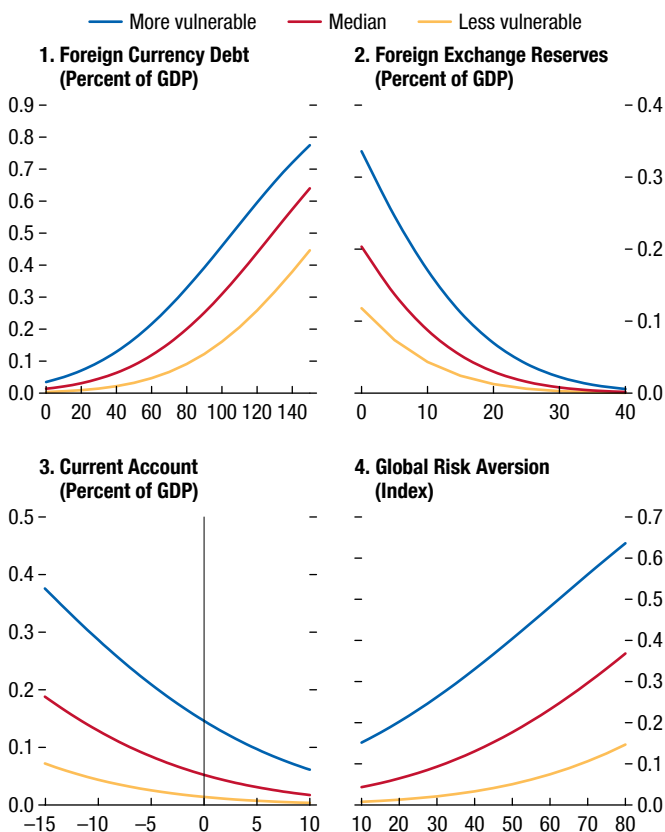 More vulnerable Median Less vulnerable
1. Foreign Currency Debt
(Percent of GDP)
0.9
0.8
0.7
0.6
0.5
0.4
0.3
0.2
0.1
0.0
0 20 40 60 80 100 120 140
2. Foreign Exchange Reserves
(Percent of GDP)
0.4
0.3
0.2
0.1
0.0
0 10 20 30 40
3. Current Account
(Percent of GDP)
0.5
0.4
0.3
0.2
0.1
0.0
–15 –10 –5 0 5 10
4. Global Risk Aversion
(Index)
0.7
0.6
0.5
0.4
0.3
0.2
0.1
0.0
10 20 30 40 50 60 70 80